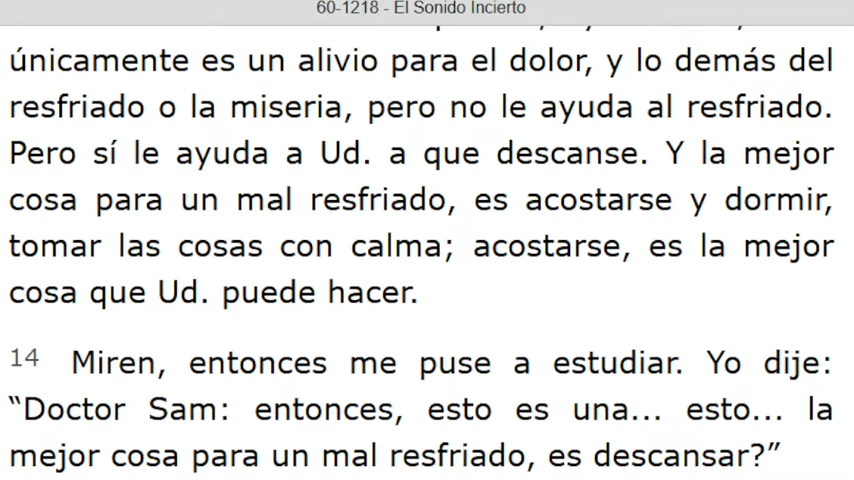 60-1218 - El Sonido Incierto
únicamente es un alivio para el dolor, y lo demás del
resfriado o la miseria, pero no le ayuda al resfriado.
Pero sí le ayuda a Ud. a que descanse. Y la mejor
cosa para un mal resfriado, es acostarse y dormir,
tomar las cosas con calma; acostarse, es la mejor
cosa que Ud. puede hacer.
14 Miren, entonces me puse a estudiar. Yo dije:
“Doctor Sam: entonces, esto es una... esto... la
mejor cosa para un mal resfriado, es descansar?”